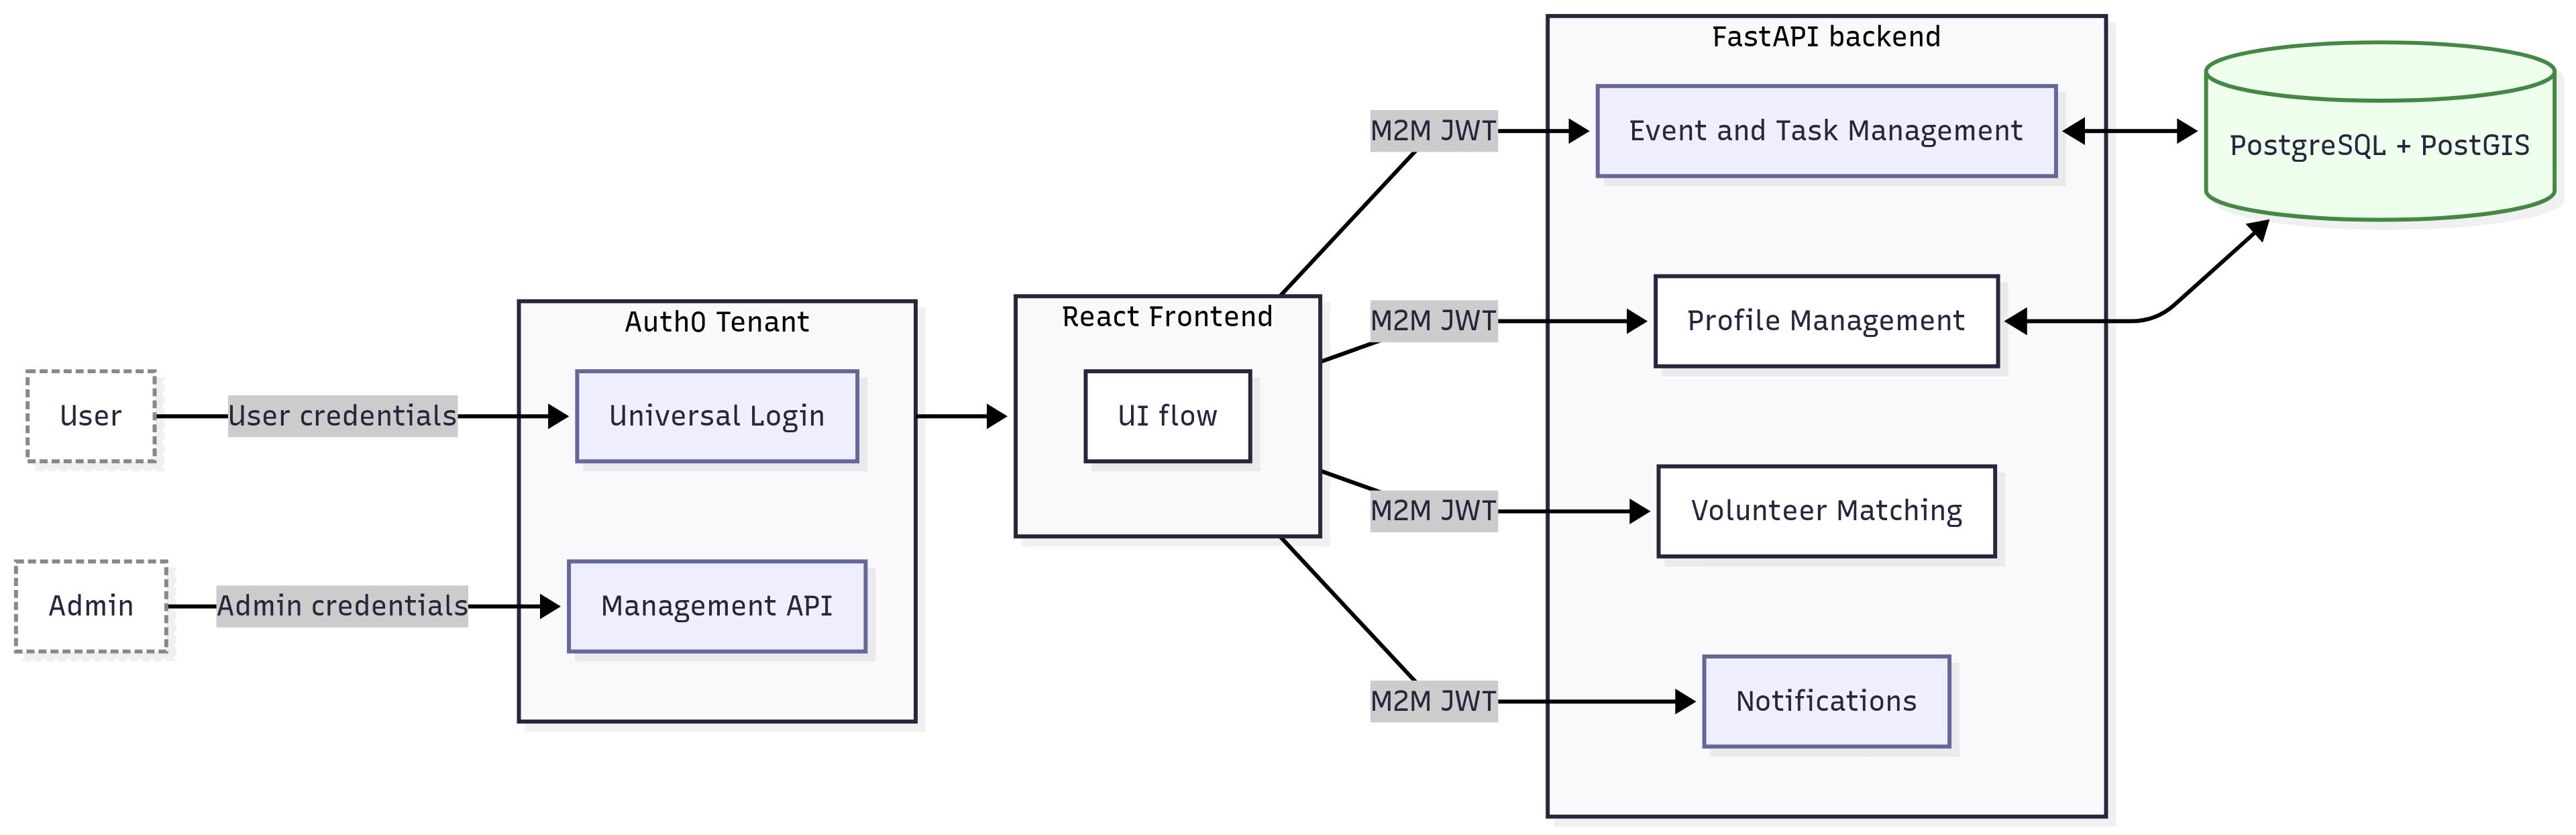 FastAPI backend
M2M JWT
Event and Task Management
PostgreSQL + PostGIS
Auth0 Tenant
React Frontend
M2M JWT
Profile Management
User
User credentials
Universal Login
UI flow
M2M JWT
Volunteer Matching
Admin
Admin credentials
Management API
M2M JWT
Notifications